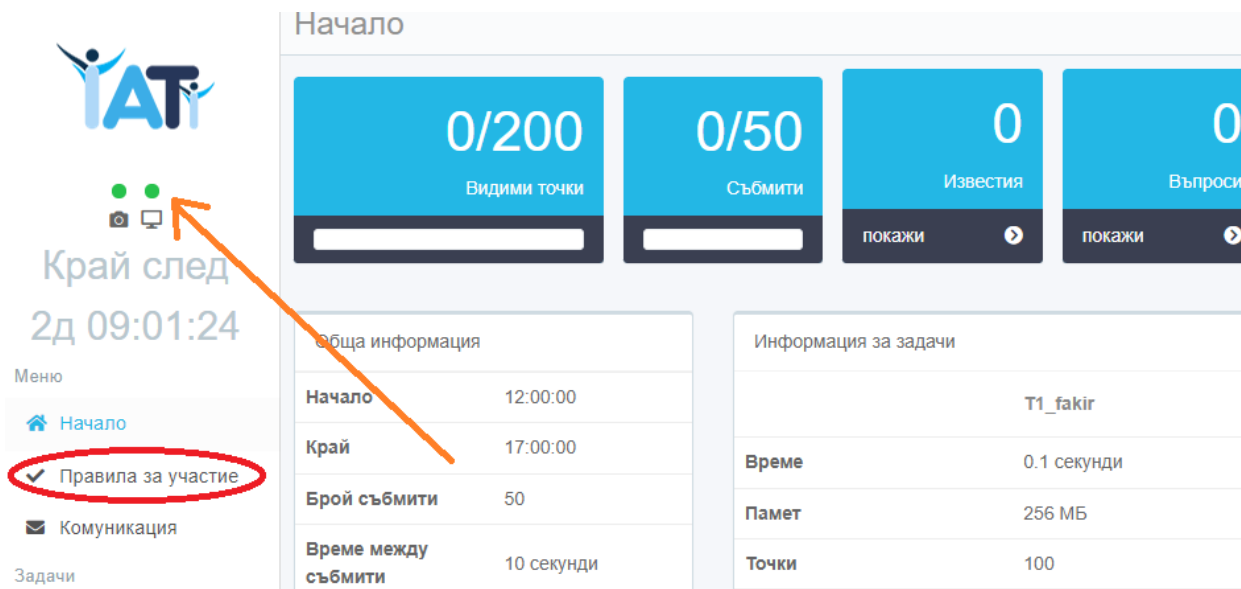 Начало
iATi
0/200
Видими точки
0/50
Събмити
0
Известия
покажи
0
Въпроси
покажи
Край след
2д 09:01:24
Меню
Начало
Правила за участие
Комуникация
Задачи
Обща информация
Начало 12:00:00
Край 17:00:00
Брой събмити 50
Време между
събмити 10 секунди
Информация за задачи
T1_fakir
Време 0.1 секунди
Памет 256 МБ
Точки 100